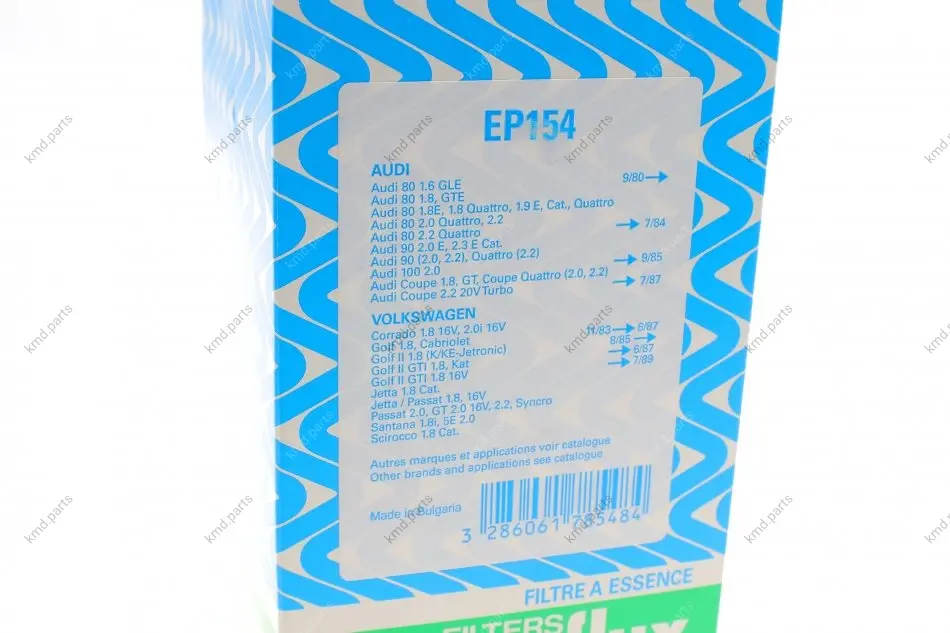 EP154
AUDI
Audi 80 1.6 GLE 9/80→
Audi 80 1.8, GTE
Audi 80 1.8E, 1.8 Quattro, 1.9 E, Cat., Quattro
Audi 80 2.0 Quattro, 2.2 →7/84
Audi 80 2.2 Quattro
Audi 90 2.0 E, 2.3 E Cat.
Audi 90 (2.0, 2.2), Quattro (2.2) →9/85
Audi 100 2.0
Audi Coupe 1.8, GT, Coupe Quattro (2.0, 2.2) →7/87
Audi Coupe 2.2 20V Turbo
VOLKSWAGEN
Corrado 1.8 16V, 2.0i 16V
Golf 1.8, Cabriolet 11/83→6/87
Golf II 1.8 (K/KE-Jetronic) 8/85→
Golf II GTI 1.8, Kat →6/87
Golf II GTI 1.8 16V →7/89
Jetta 1.8 Cat.
Jetta / Passat 1.8, 16V
Passat 2.0, GT 2.0 16V, 2.2, Syncro
Santana 1.8i, 5E 2.0
Scirocco 1.8 Cat.
Autres marques et applications voir catalogue
Other brands and applications see catalogue
Made in Bulgaria
3 286061 765484
FILTRE A ESSENCE
FILTERS
kmd.parts